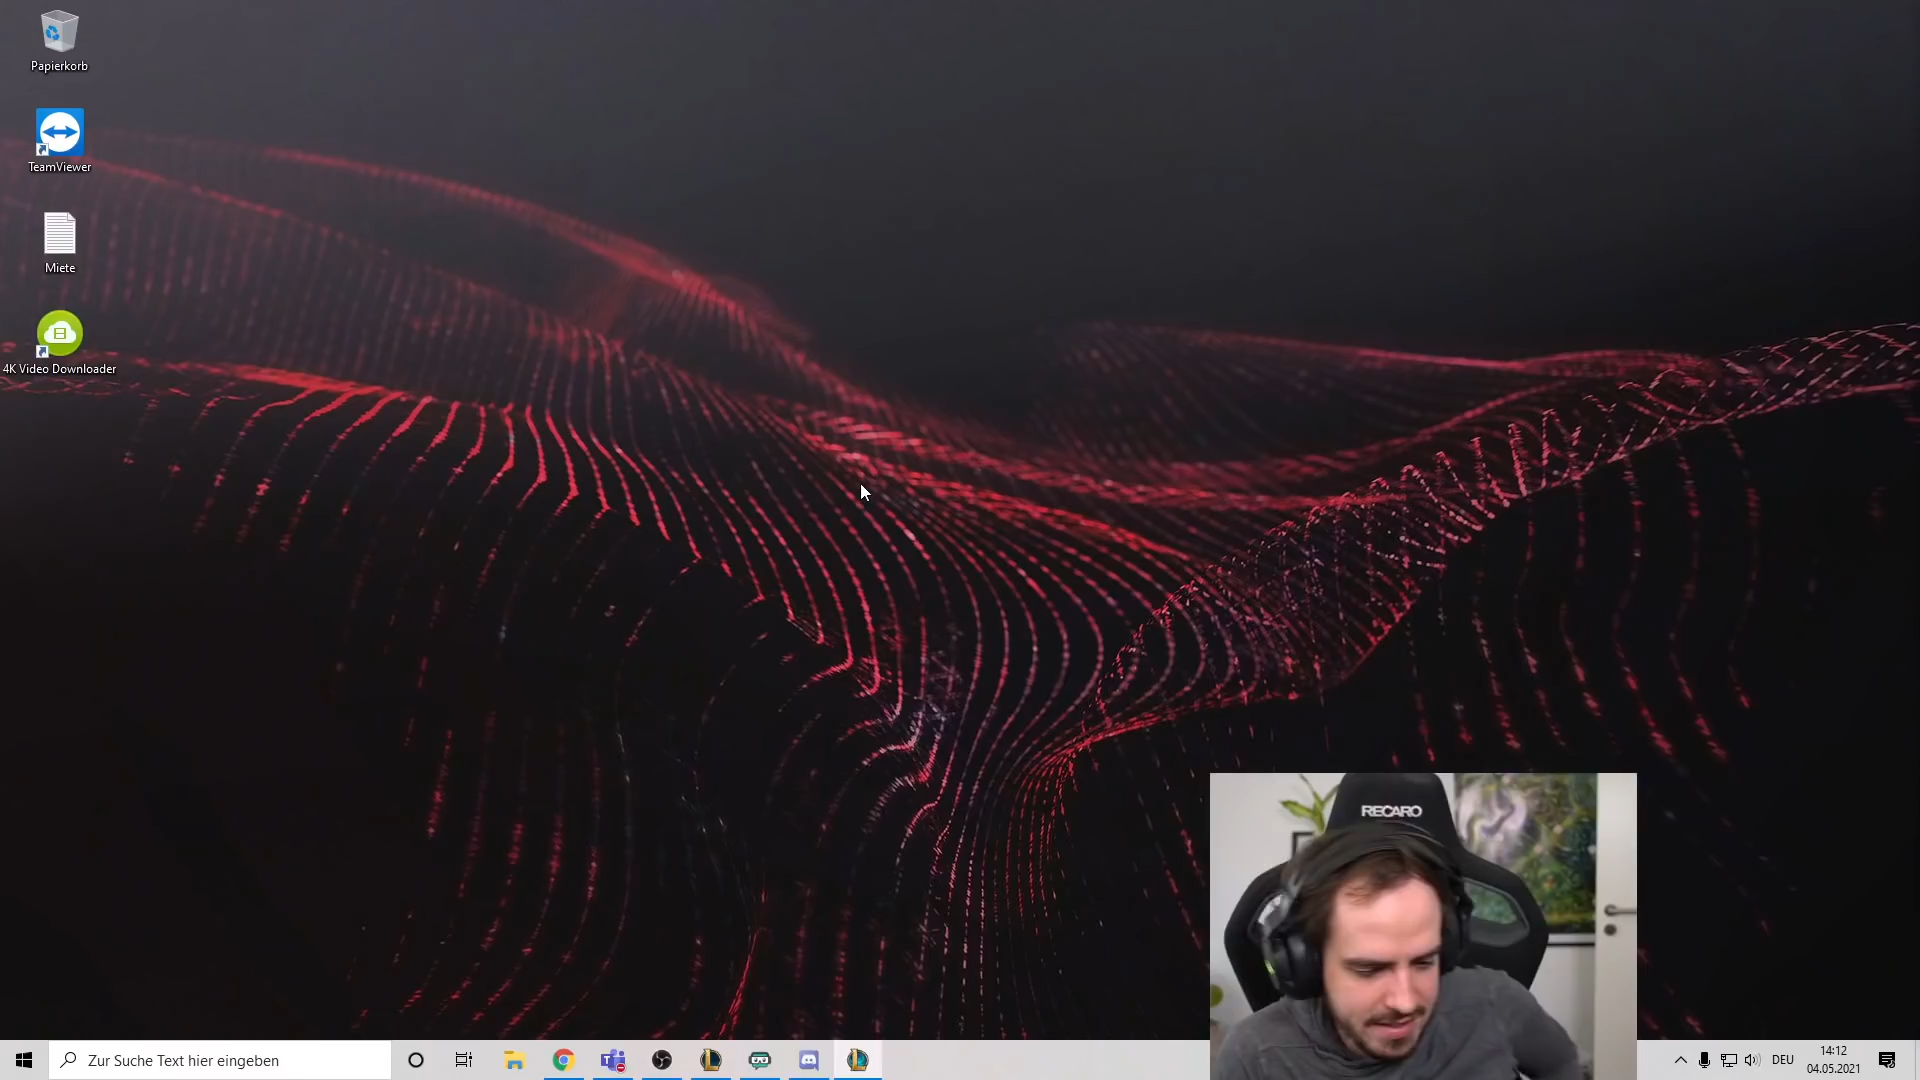 Papierkorb
TeamViewer
Miete
4K Video Downloader
RECARO
Zur Suche Text hier eingeben
DEU
14:12
04.05.2021